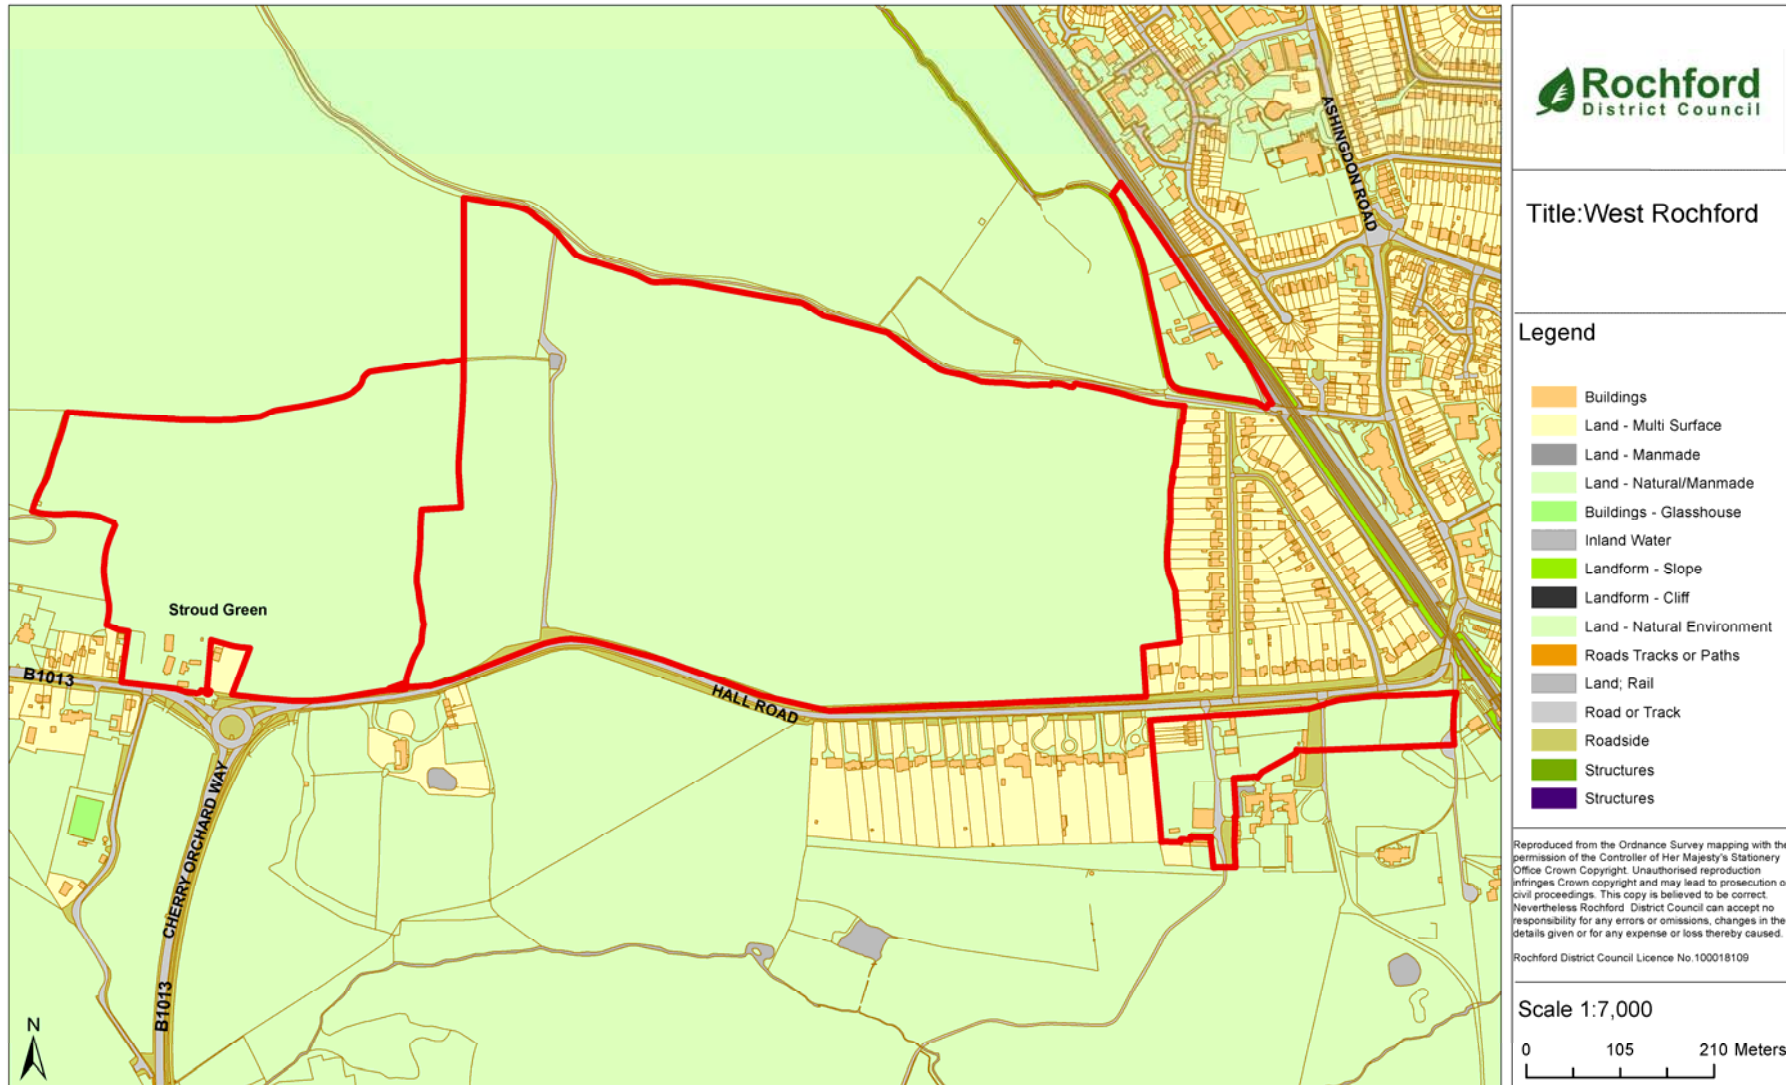 ASHINGDON ROAD
Stroud Green
B1013
HALL ROAD
CHERRY ORCHARD WAY
B1013
N
Rochford
District Council
Title:West Rochford
Legend
Buildings
Land - Multi Surface
Land - Manmade
Land - Natural/Manmade
Buildings - Glasshouse
Inland Water
Landform - Slope
Landform - Cliff
Land - Natural Environment
Roads Tracks or Paths
Land; Rail
Road or Track
Roadside
Structures
Structures
Reproduced from the Ordnance Survey mapping with the
permission of the Controller of Her Majesty's Stationery
Office Crown Copyright. Unauthorised reproduction
infringes Crown copyright and may lead to prosecution o
civil proceedings. This copy is believed to be correct.
Nevertheless Rochford District Council can accept no
responsibility for any errors or omissions, changes in the
details given or for any expense or loss thereby caused.
Rochford District Council Licence No.100018109
Scale 1:7,000
0 105 210 Meters